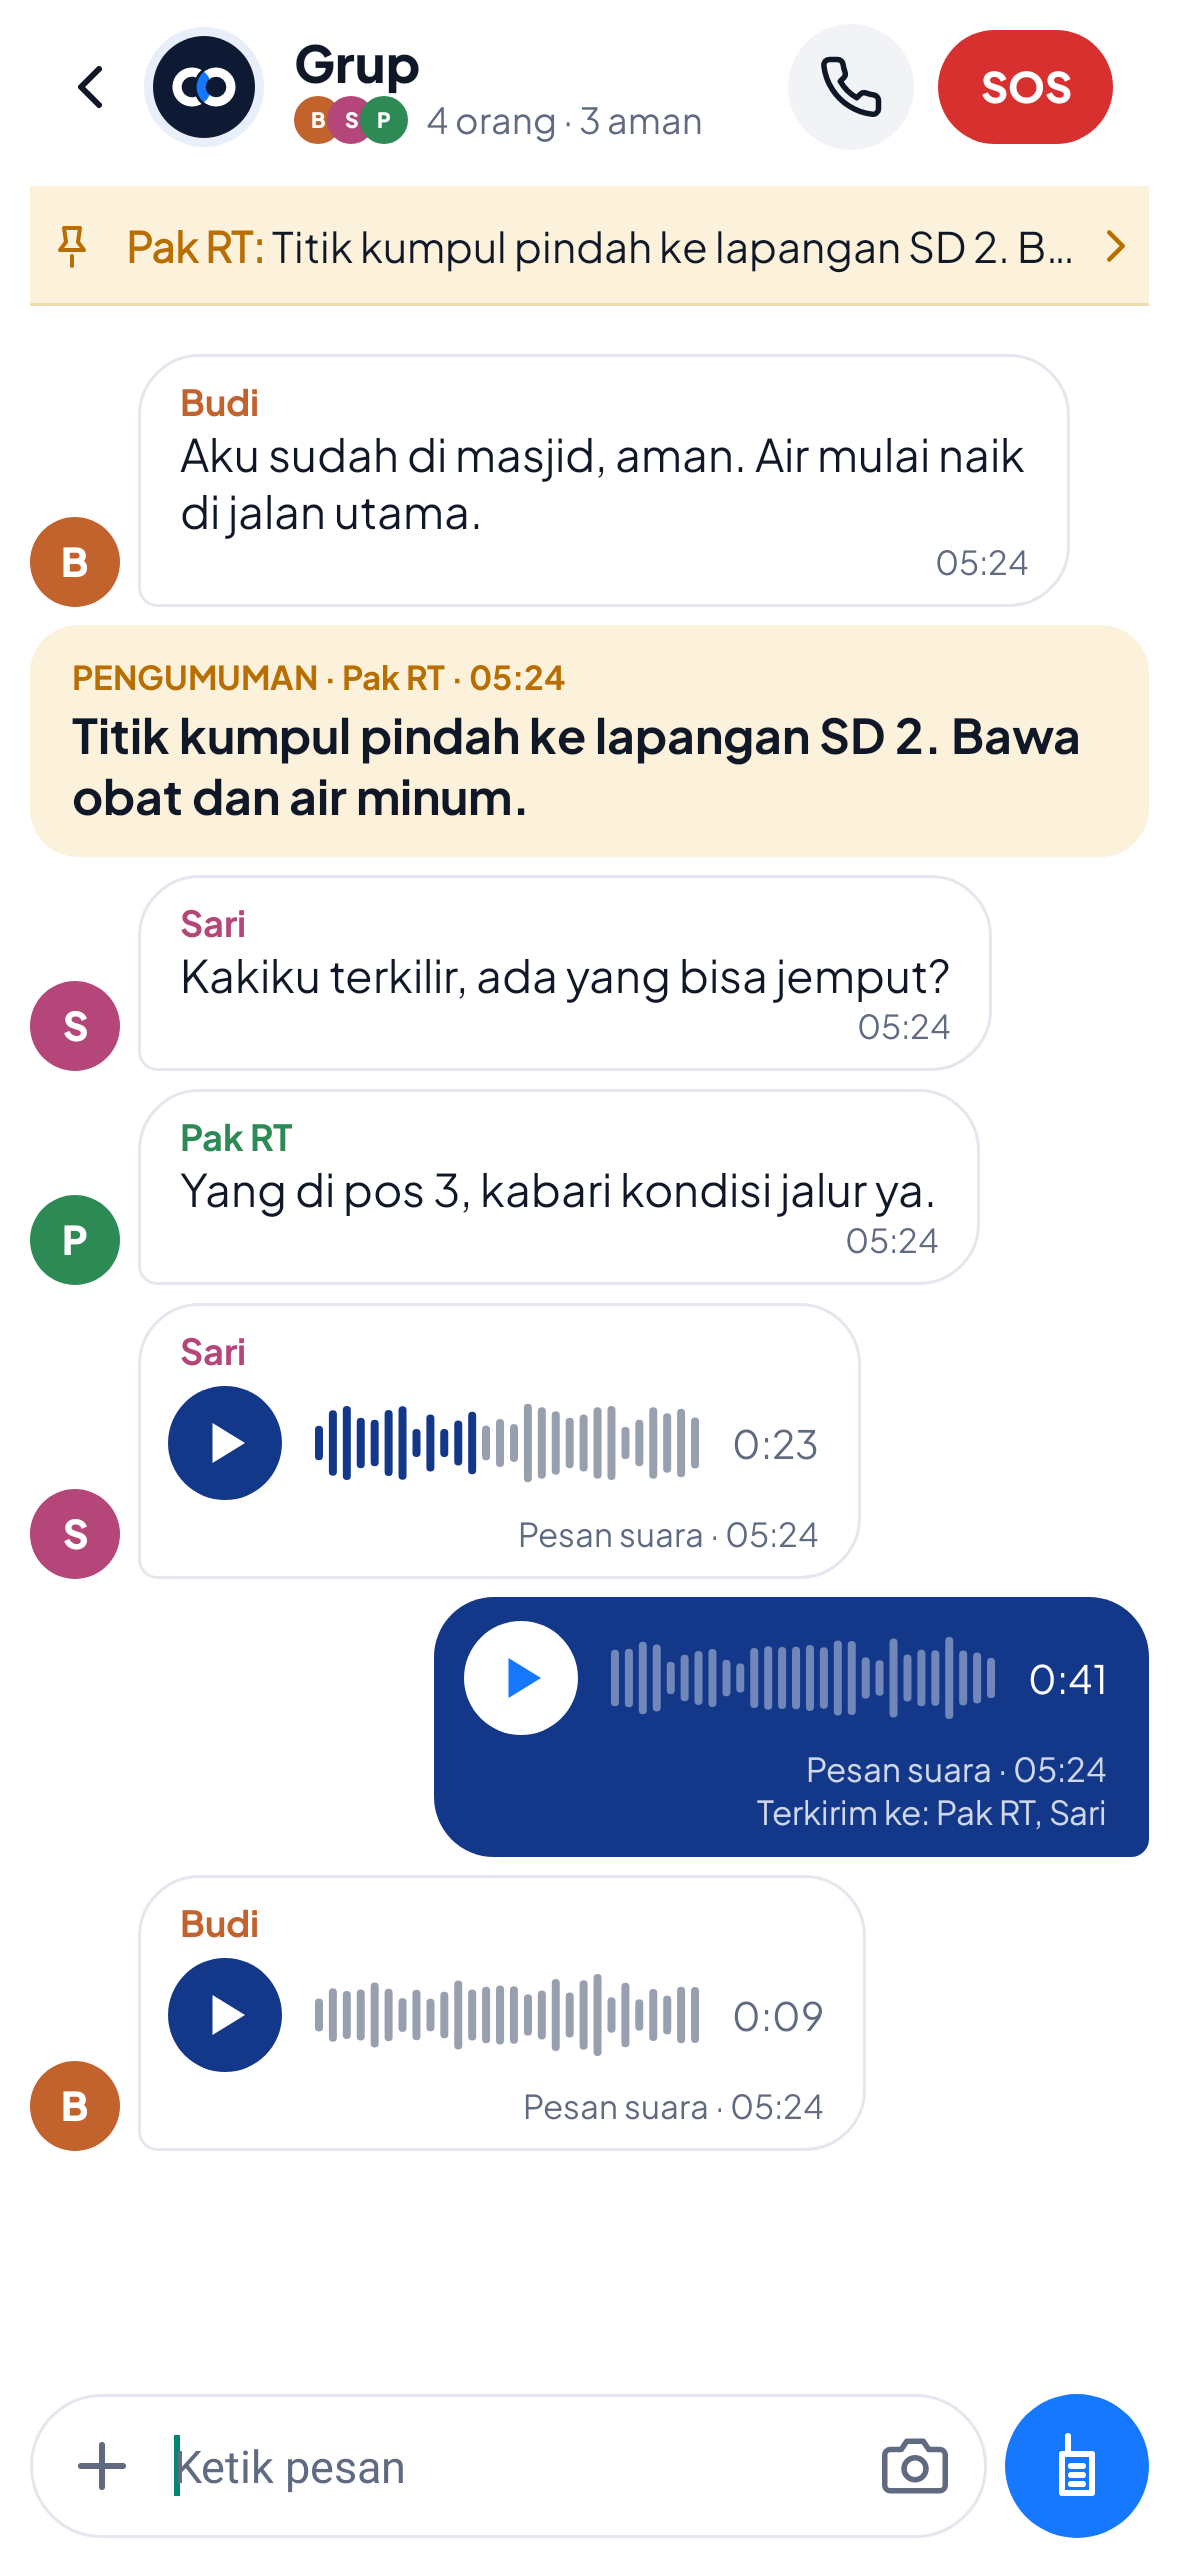 Grup
SOS
B S P 4 orang · 3 aman
Pak RT: Titik kumpul pindah ke lapangan SD 2. B...
Budi
Aku sudah di masjid, aman. Air mulai naik
di jalan utama.
05:24
B
PENGUMUMAN · Pak RT · 05:24
Titik kumpul pindah ke lapangan SD 2. Bawa
obat dan air minum.
Sari
Kakiku terkilir, ada yang bisa jemput?
05:24
S
Pak RT
Yang di pos 3, kabari kondisi jalur ya.
05:24
P
Sari
0:23
Pesan suara · 05:24
S
0:41
Pesan suara · 05:24
Terkirim ke: Pak RT, Sari
Budi
0:09
Pesan suara · 05:24
B
Ketik pesan